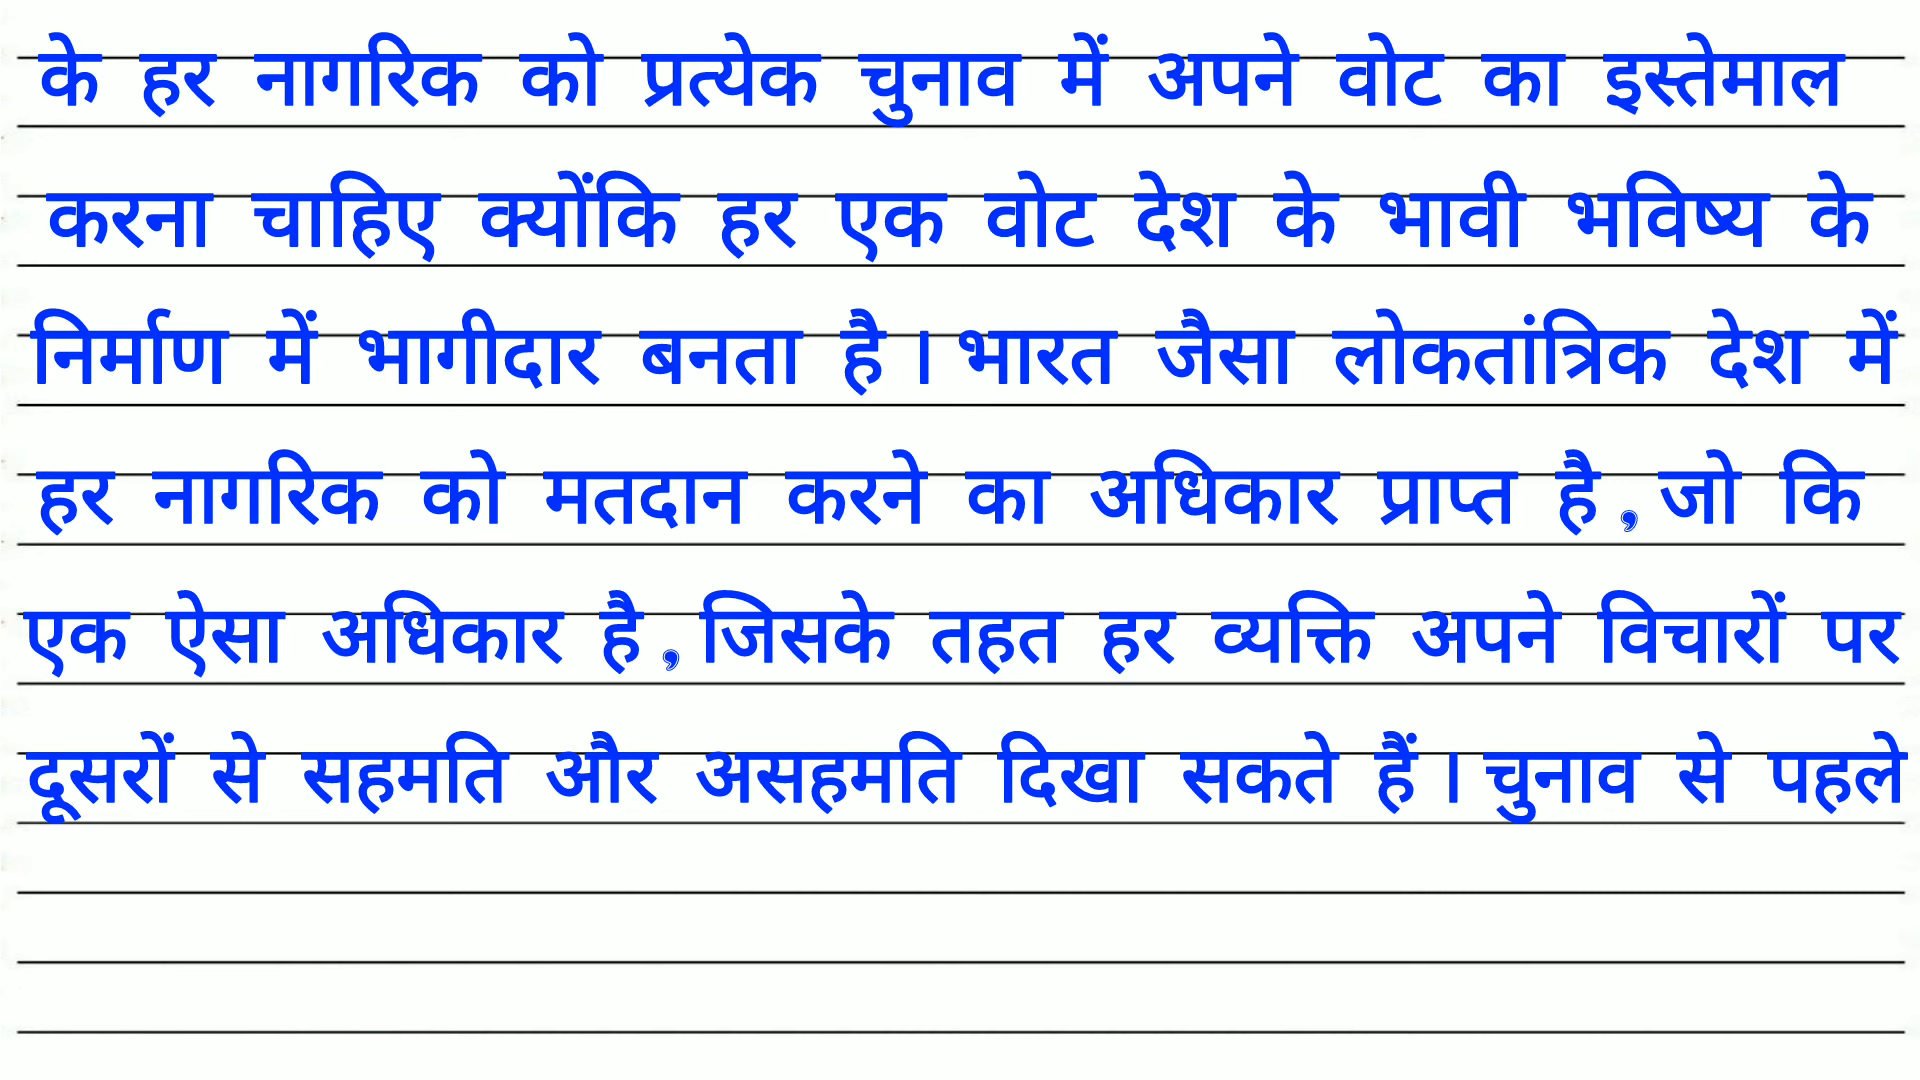 के हर नागरिक को प्रत्येक चुनाव में अपने वोट का इस्तेमाल
करना चाहिए क्योंकि हर एक वोट देश के भावी भविष्य के
निर्माण में भागीदार बनता है । भारत जैसा लोकतांत्रिक देश में
हर नागरिक को मतदान करने का अधिकार प्राप्त है , जो कि
एक ऐसा अधिकार है , जिसके तहत हर व्यक्ति अपने विचारों पर
दूसरों से सहमति और असहमति दिखा सकते हैं । चुनाव से पहले